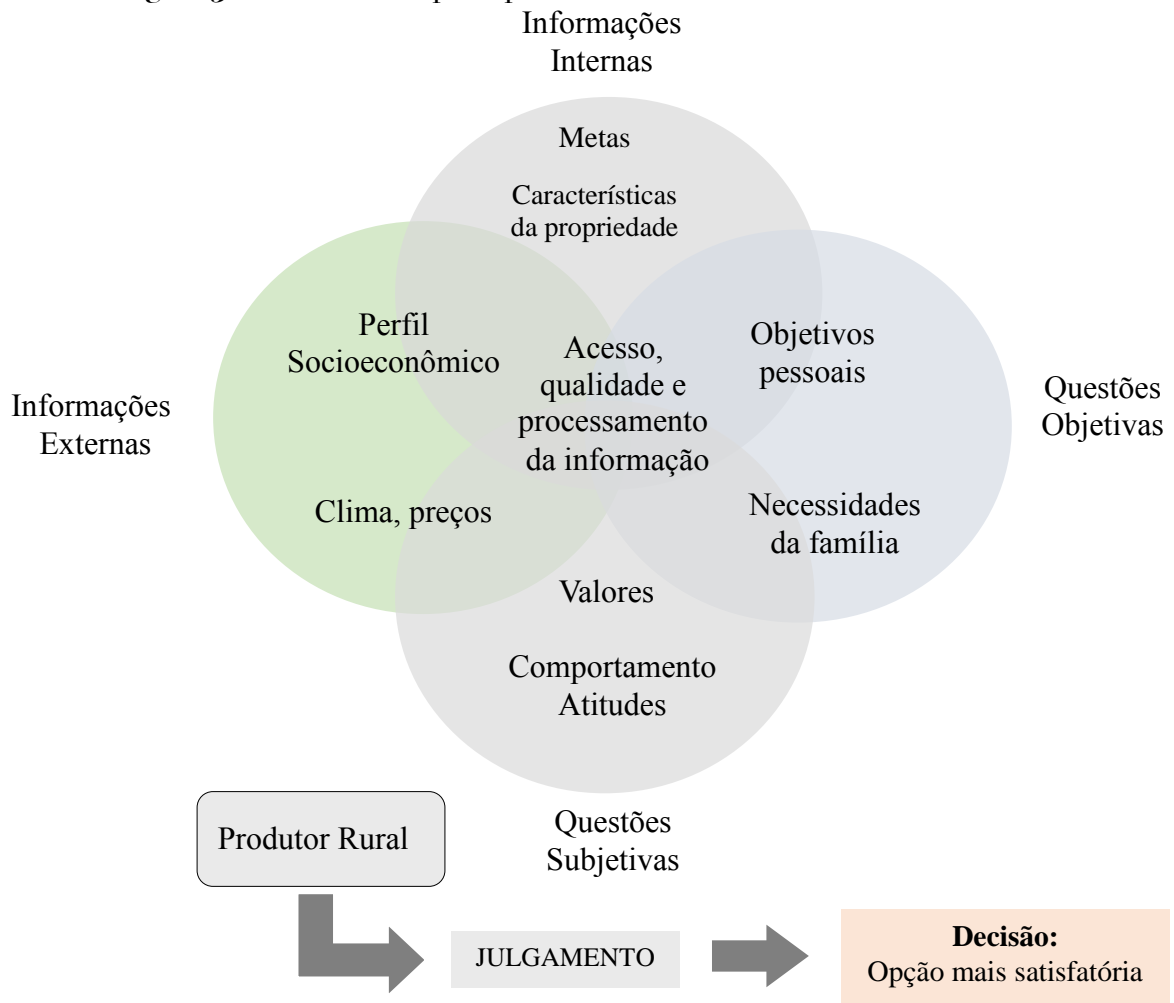 Informações
Internas
Metas
Características
da propriedade
Perfil
Socioeconômico
Acesso,
qualidade e
processamento
da informação
Objetivos
pessoais
Informações
Externas
Questões
Objetivas
Clima, preços
Necessidades
da família
Valores
Comportamento
Atitudes
Questões
Subjetivas
Produtor Rural
JULGAMENTO
Decisão:
Opção mais satisfatória